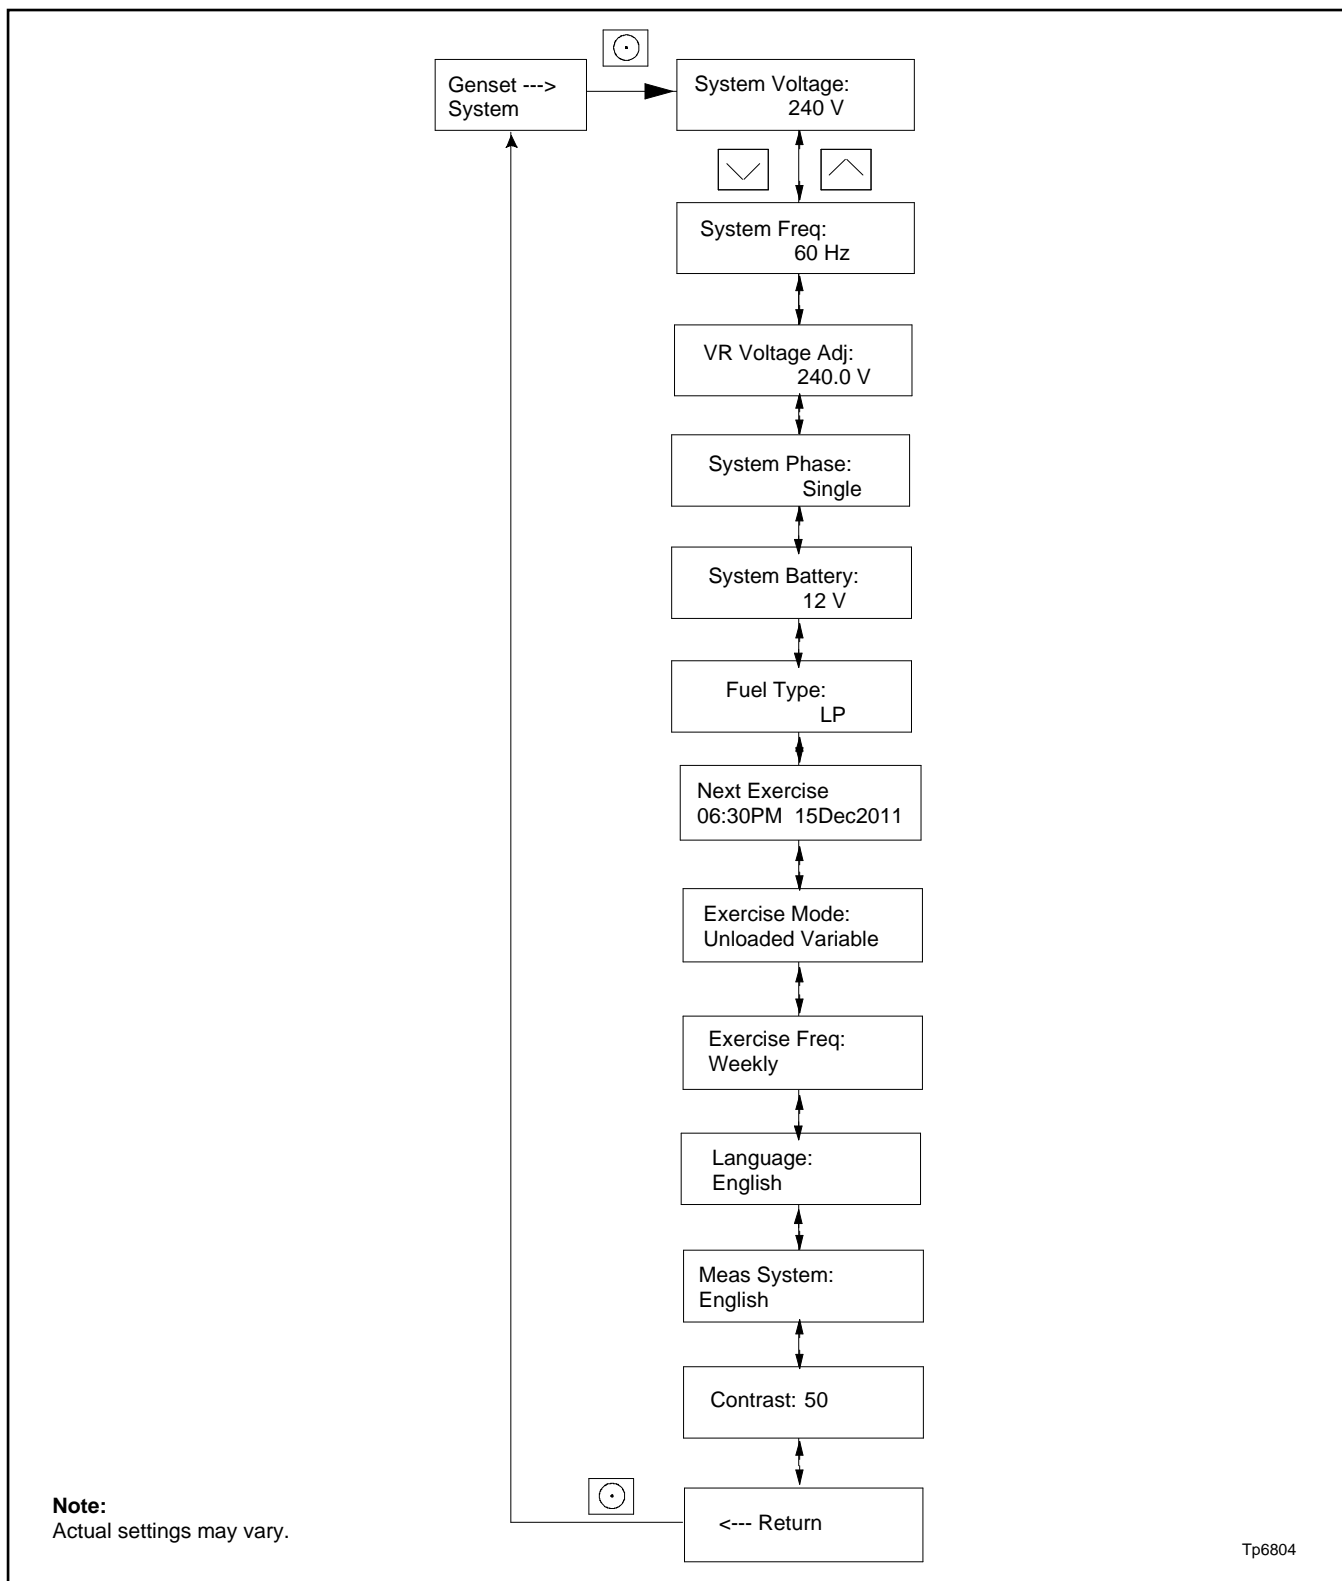 Genset --->
System
System Voltage:
240 V
System Freq:
60 Hz
VR Voltage Adj:
240.0 V
System Phase:
Single
System Battery:
12 V
Fuel Type:
LP
Next Exercise
06:30PM 15Dec2011
Exercise Mode:
Unloaded Variable
Exercise Freq:
Weekly
Language:
English
Meas System:
English
Contrast: 50
<--- Return
Note:
Actual settings may vary.
Tp6804